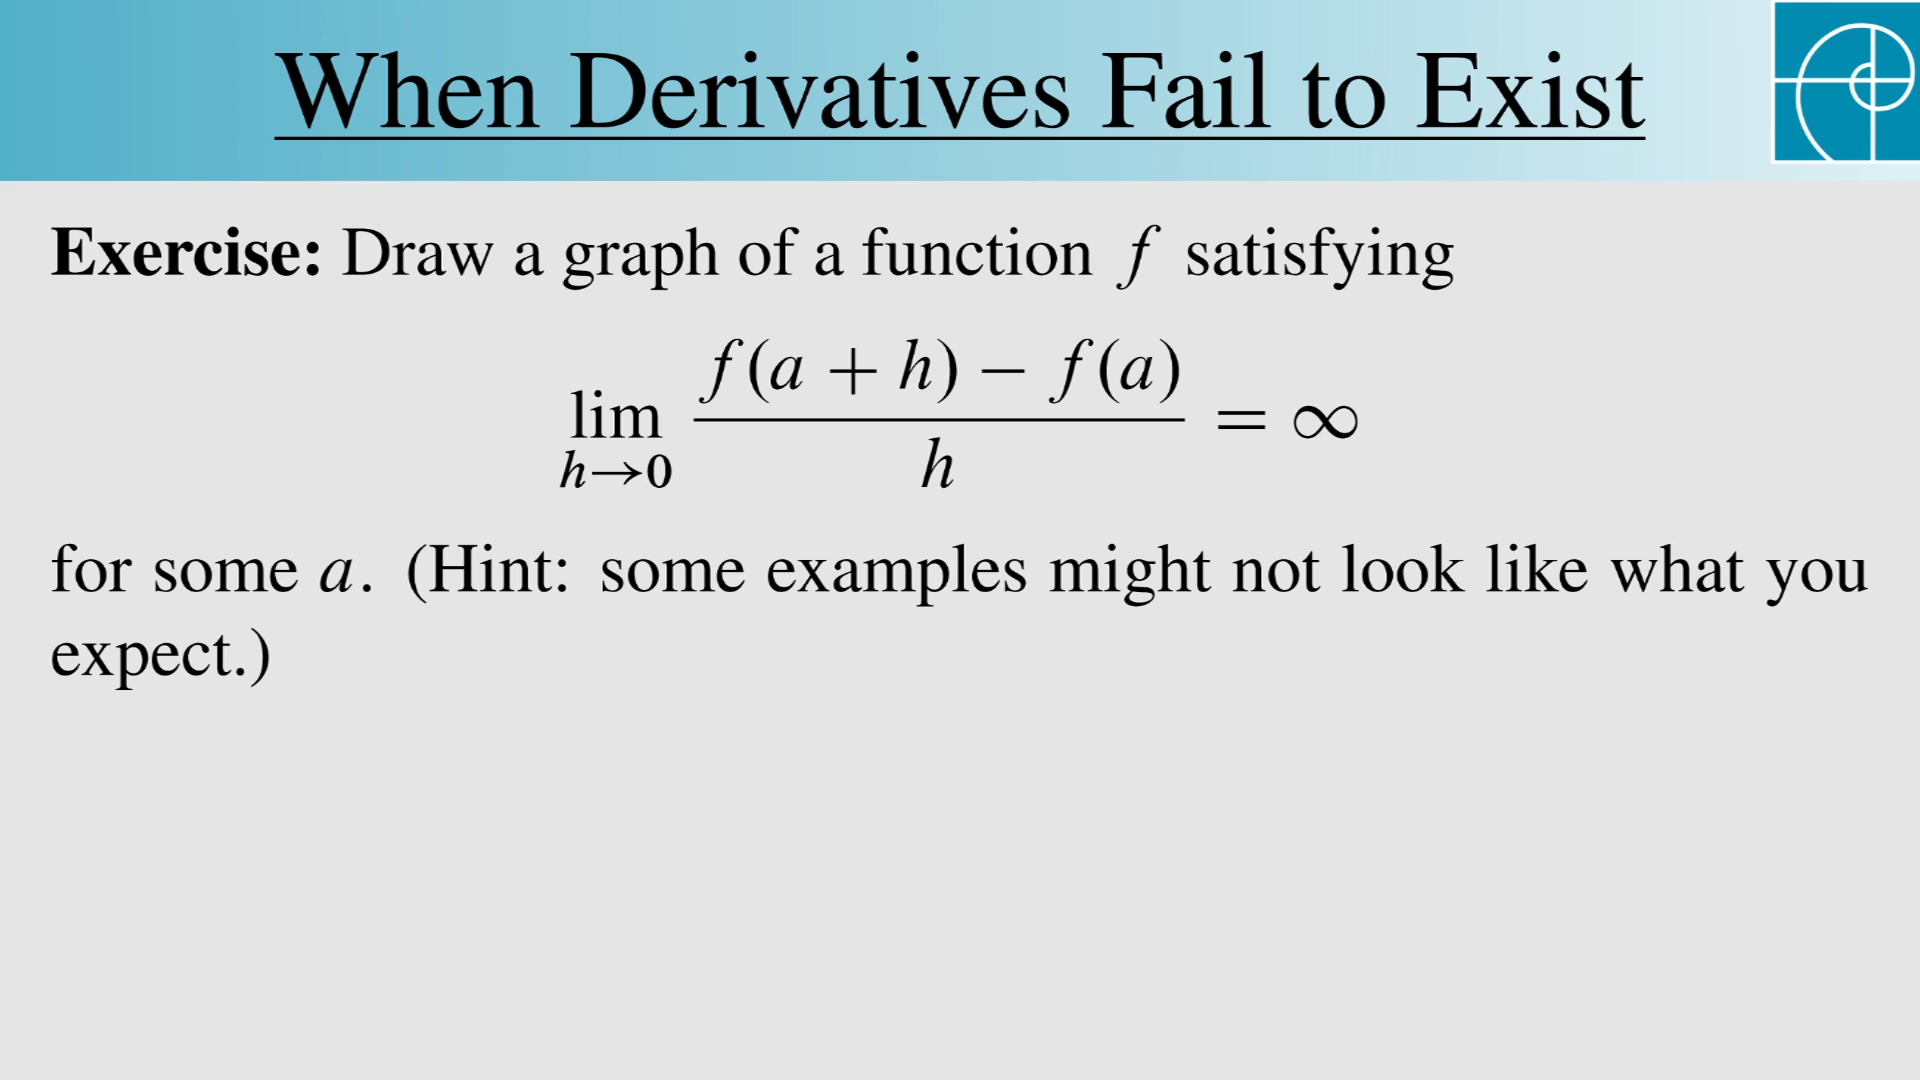 When Derivatives Fail to Exist
Exercise: Draw a graph of a function f satisfying
lim h→0 f(a + h) − f(a) / h = ∞
for some a. (Hint: some examples might not look like what you
expect.)